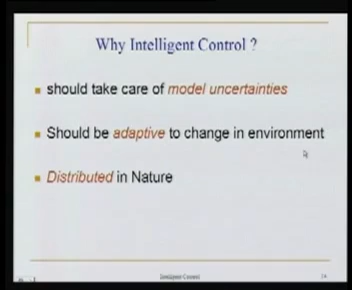 Why Intelligent Control ?
should take care of model uncertainties
Should be adaptive to change in environment
Distributed in Nature
Intelligent Control